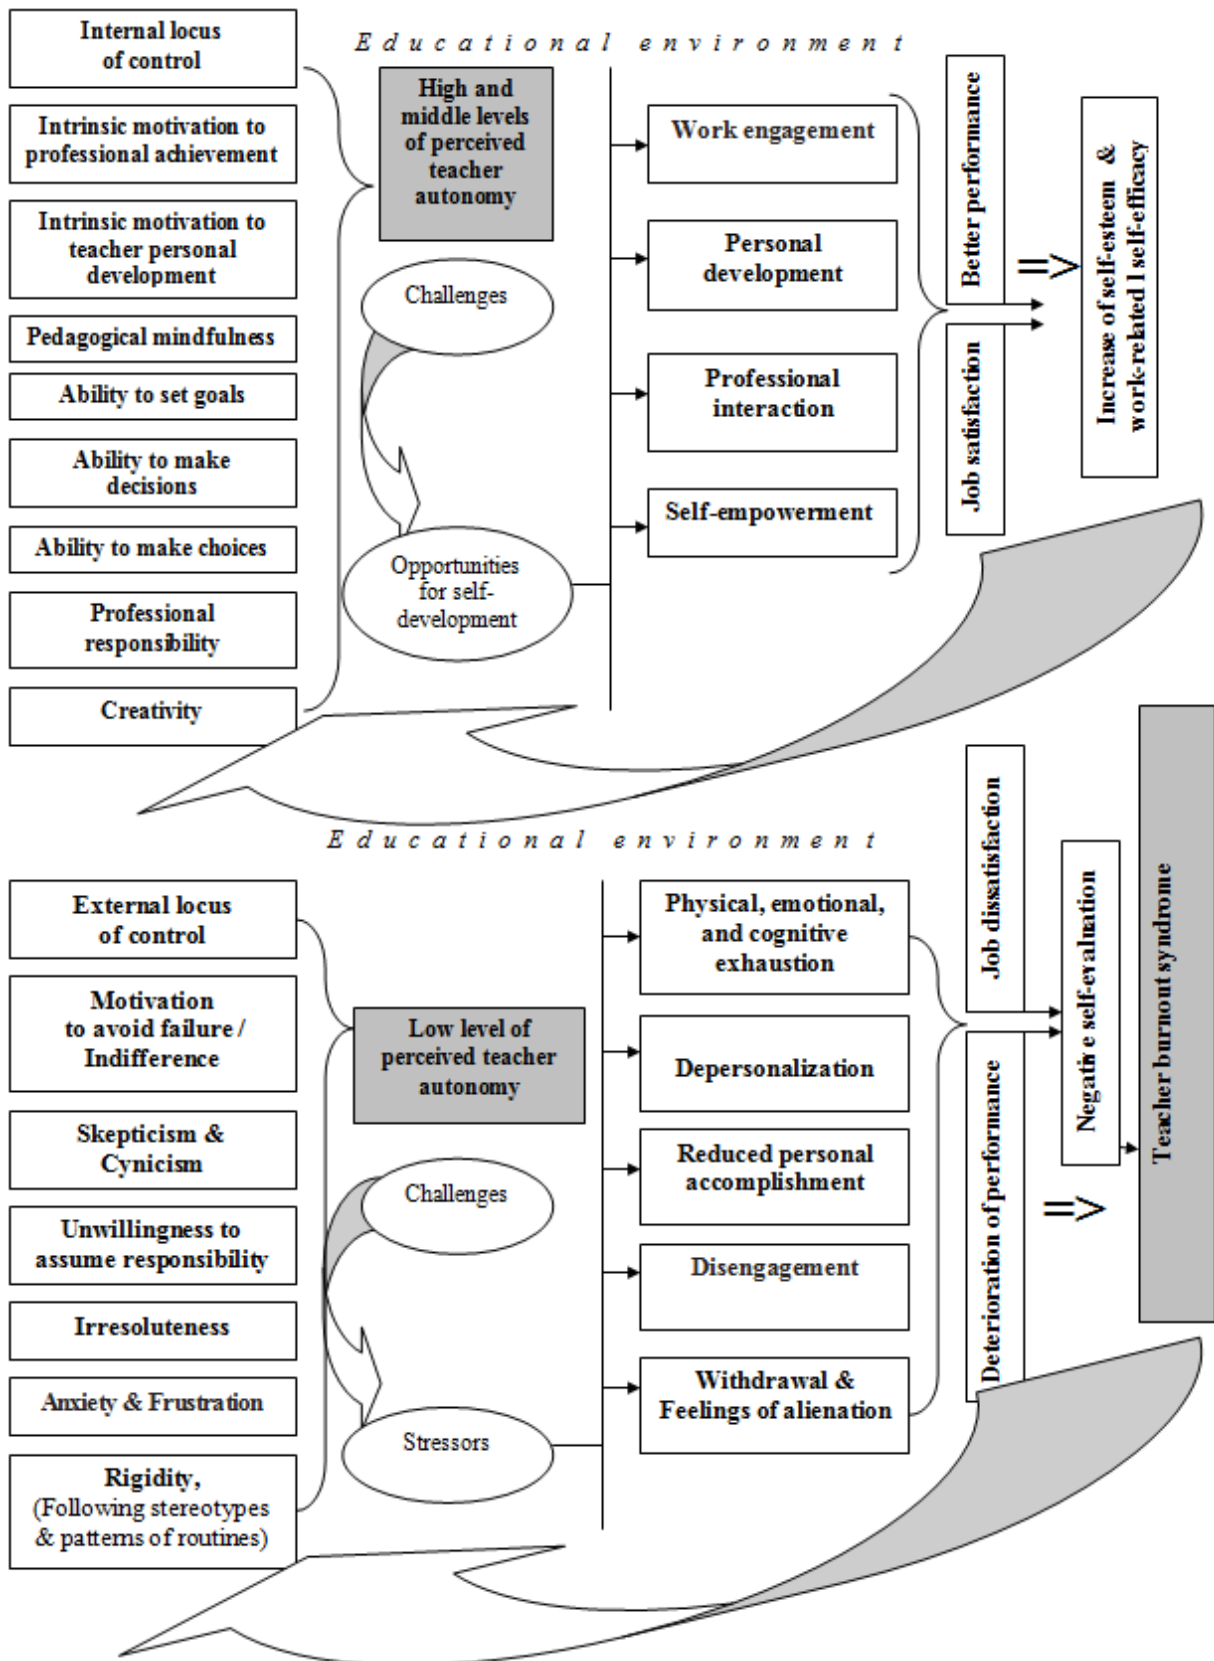 Educational environment
Internal locus
of control
Intrinsic motivation to
professional achievement
Intrinsic motivation to
teacher personal
development
Pedagogical mindfulness
Ability to set goals
Ability to make
decisions
Ability to make choices
Professional
responsibility
Creativity
High and
middle levels
of perceived
teacher
autonomy
Challenges
Opportunities
for self-
development
Work engagement
Personal
development
Professional
interaction
Self-empowerment
Better performance
Job satisfaction
=>
Increase of self-esteem &
work-related l self-efficacy
Educational environment
External locus
of control
Motivation
to avoid failure /
Indifference
Skepticism &
Cynicism
Unwillingness to
assume responsibility
Irresoluteness
Anxiety & Frustration
Rigidity,
(Following stereotypes
& patterns of routines)
Low level of
perceived teacher
autonomy
Challenges
Stressors
Physical, emotional,
and cognitive
exhaustion
Depersonalization
Reduced personal
accomplishment
Disengagement
Withdrawal &
Feelings of alienation
Job dissatisfaction
Deterioration of performance
Negative self-evaluation
=>
Teacher burnout syndrome